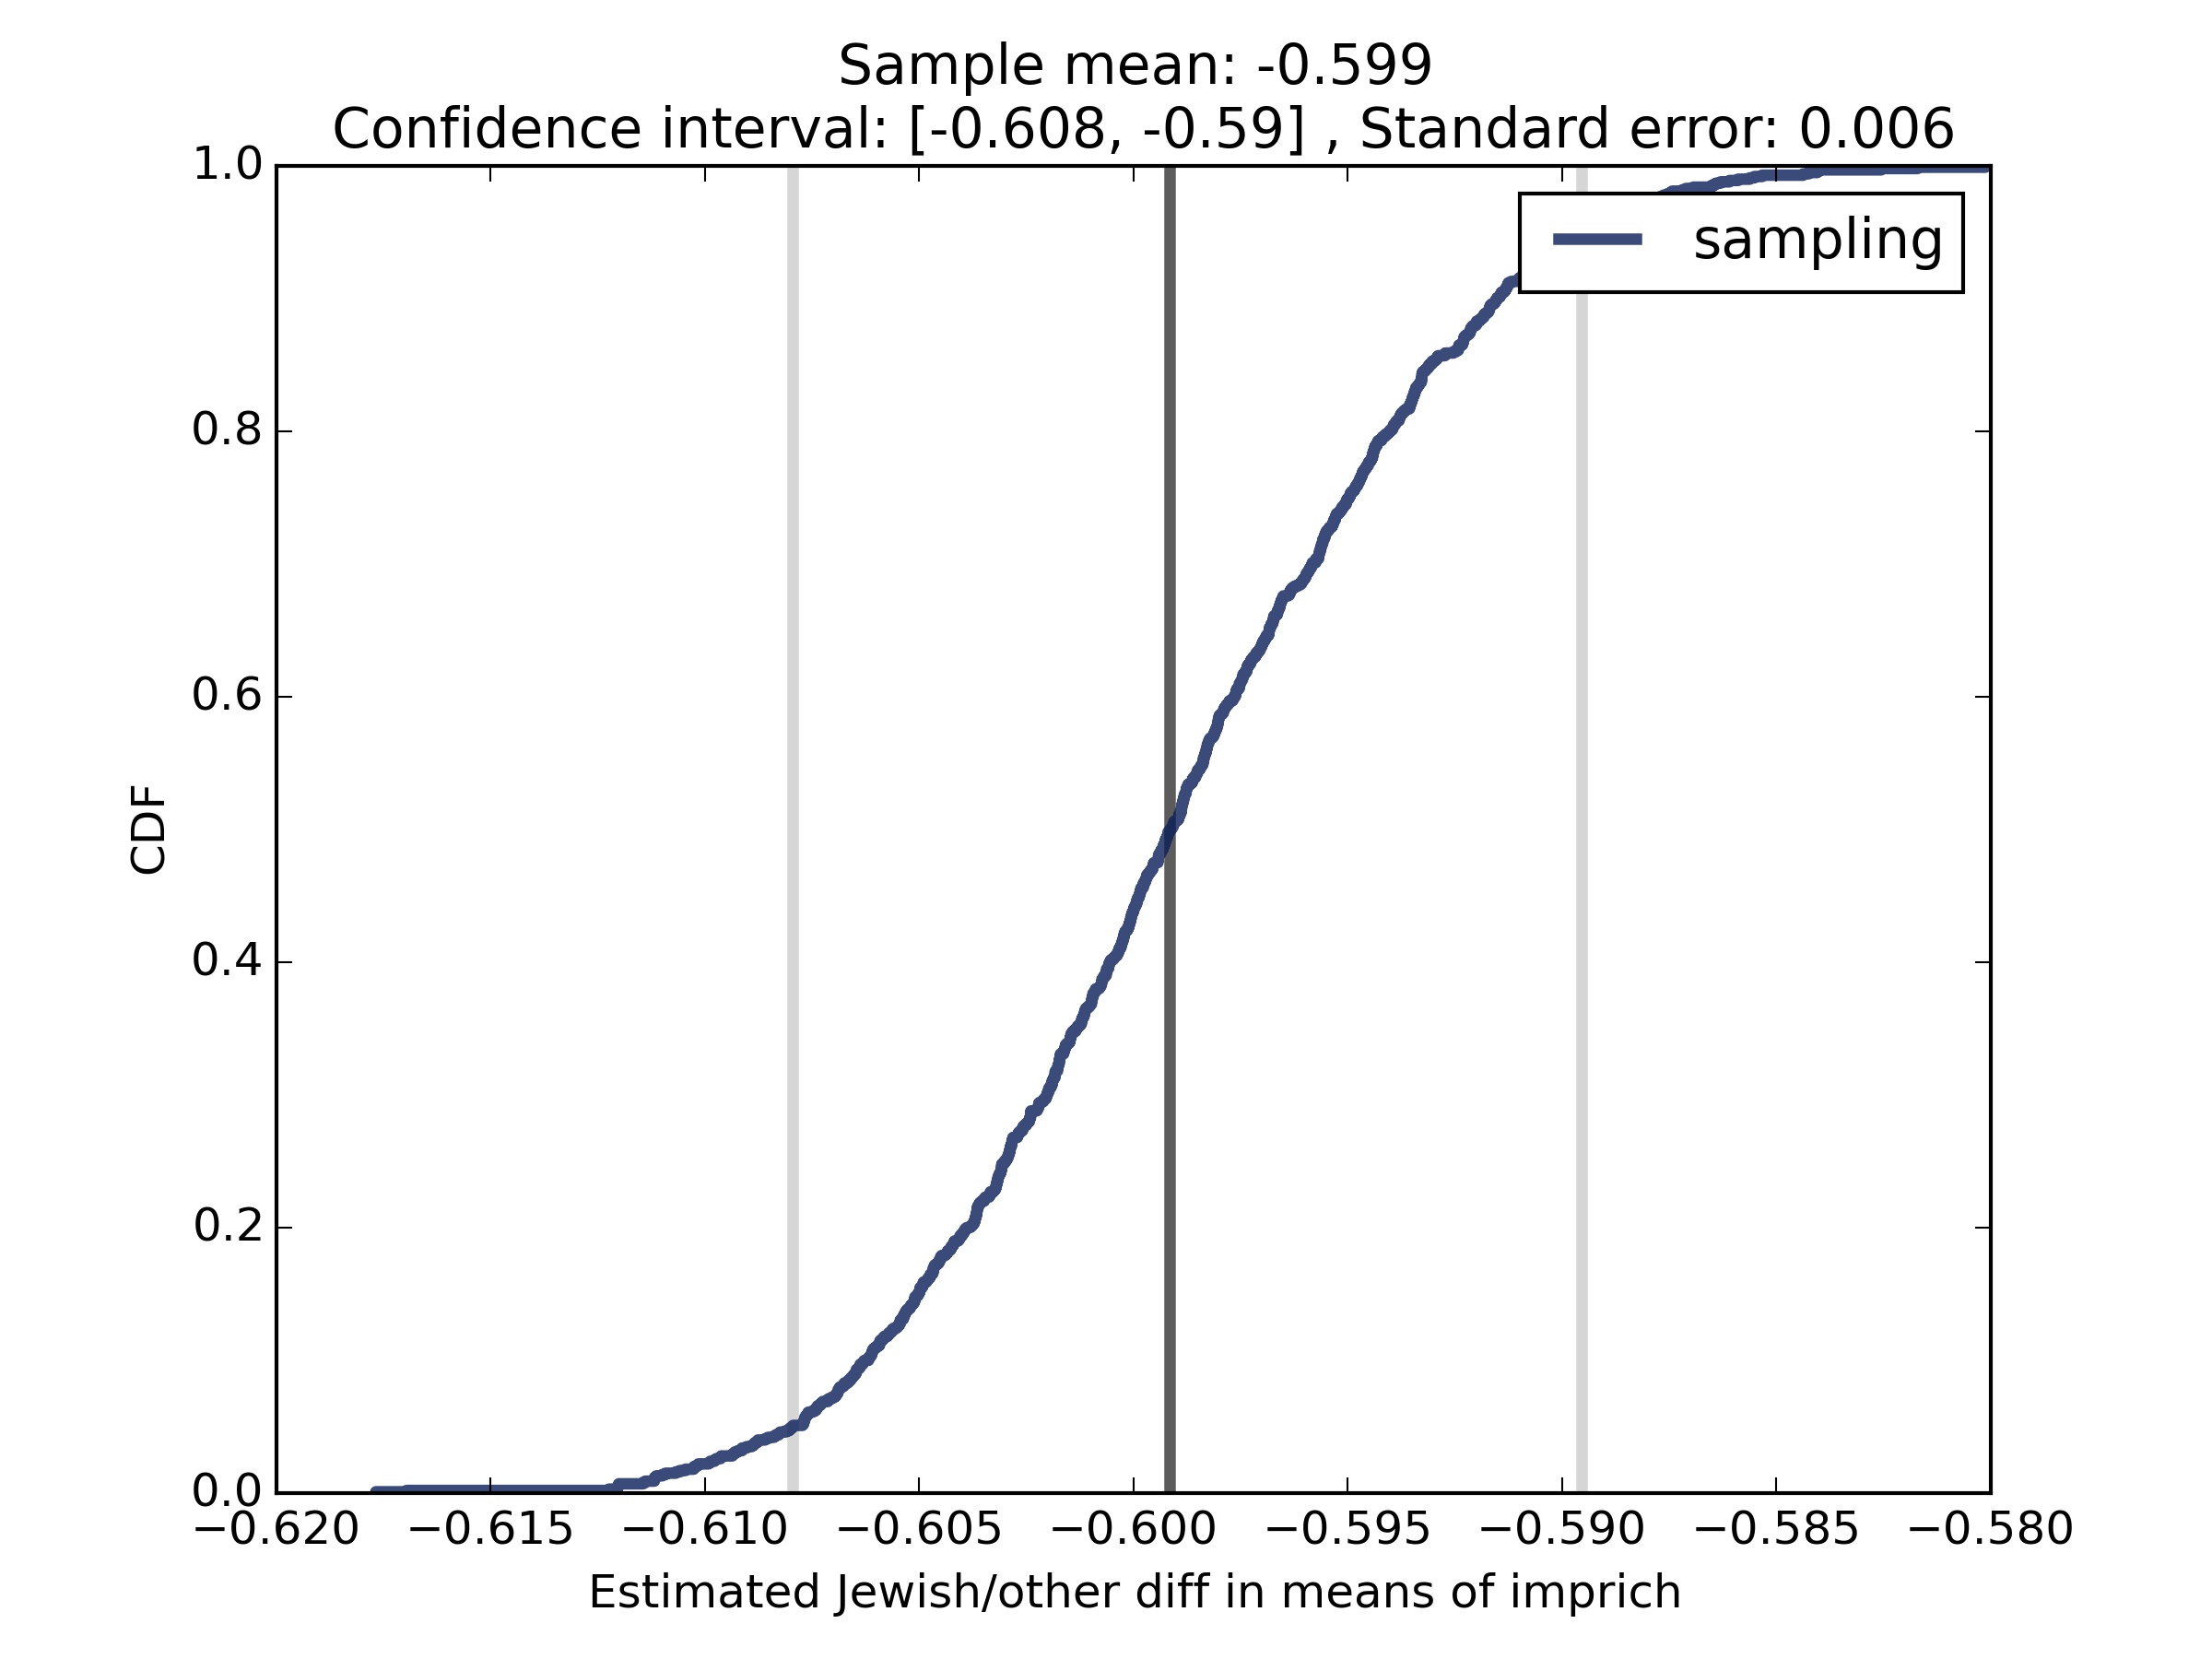 Sample mean: -0.599
Confidence interval: [-0.608, -0.59] , Standard error: 0.006
sampling
1.0
0.8
0.6
0.4
0.2
0.0
CDF
−0.620 −0.615 −0.610 −0.605 −0.600 −0.595 −0.590 −0.585 −0.580
Estimated Jewish/other diff in means of imprich